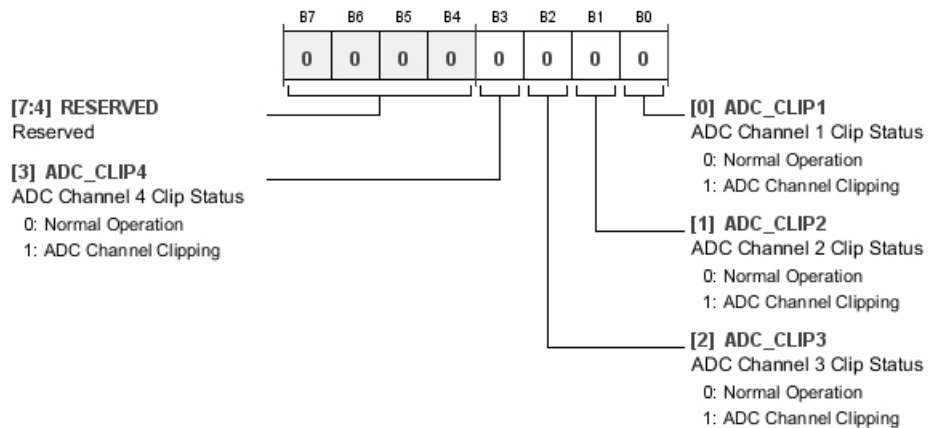 B7 B6 B5 B4 B3 B2 B1 B0
0 0 0 0 0 0 0 0
[7:4] RESERVED
Reserved
[3] ADC_CLIP4
ADC Channel 4 Clip Status
0: Normal Operation
1: ADC Channel Clipping
[0] ADC_CLIP1
ADC Channel 1 Clip Status
0: Normal Operation
1: ADC Channel Clipping
[1] ADC_CLIP2
ADC Channel 2 Clip Status
0: Normal Operation
1: ADC Channel Clipping
[2] ADC_CLIP3
ADC Channel 3 Clip Status
0: Normal Operation
1: ADC Channel Clipping